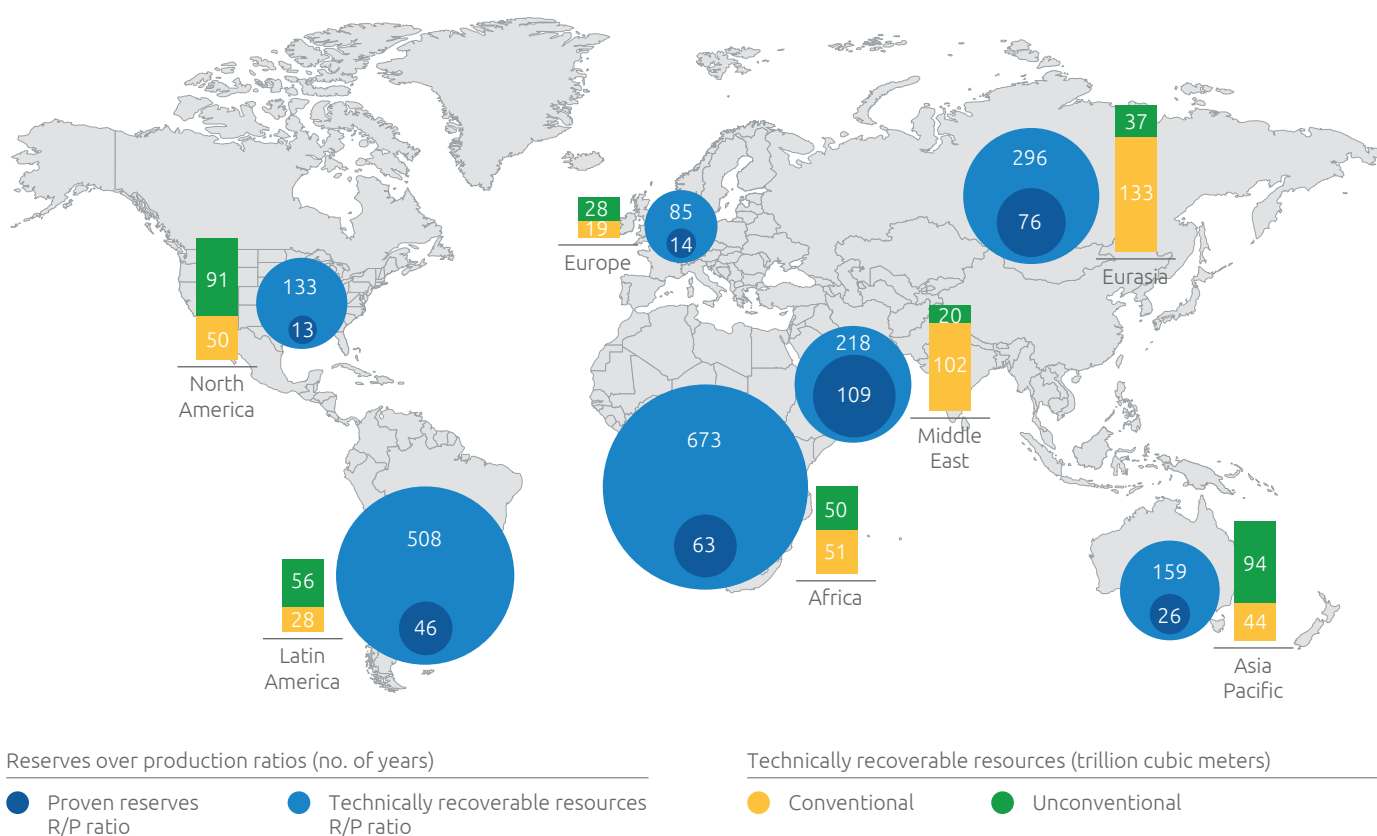 37
133
Eurasia
296
76
28
19
Europe
85
14
91
50
North
America
133
13
20
102
Middle
East
218
109
673
63
50
51
Africa
508
46
56
28
Latin
America
159
26
94
44
Asia
Pacific
Reserves over production ratios (no. of years)
Proven reserves
R/P ratio
Technically recoverable resources
R/P ratio
Technically recoverable resources (trillion cubic meters)
Conventional
Unconventional